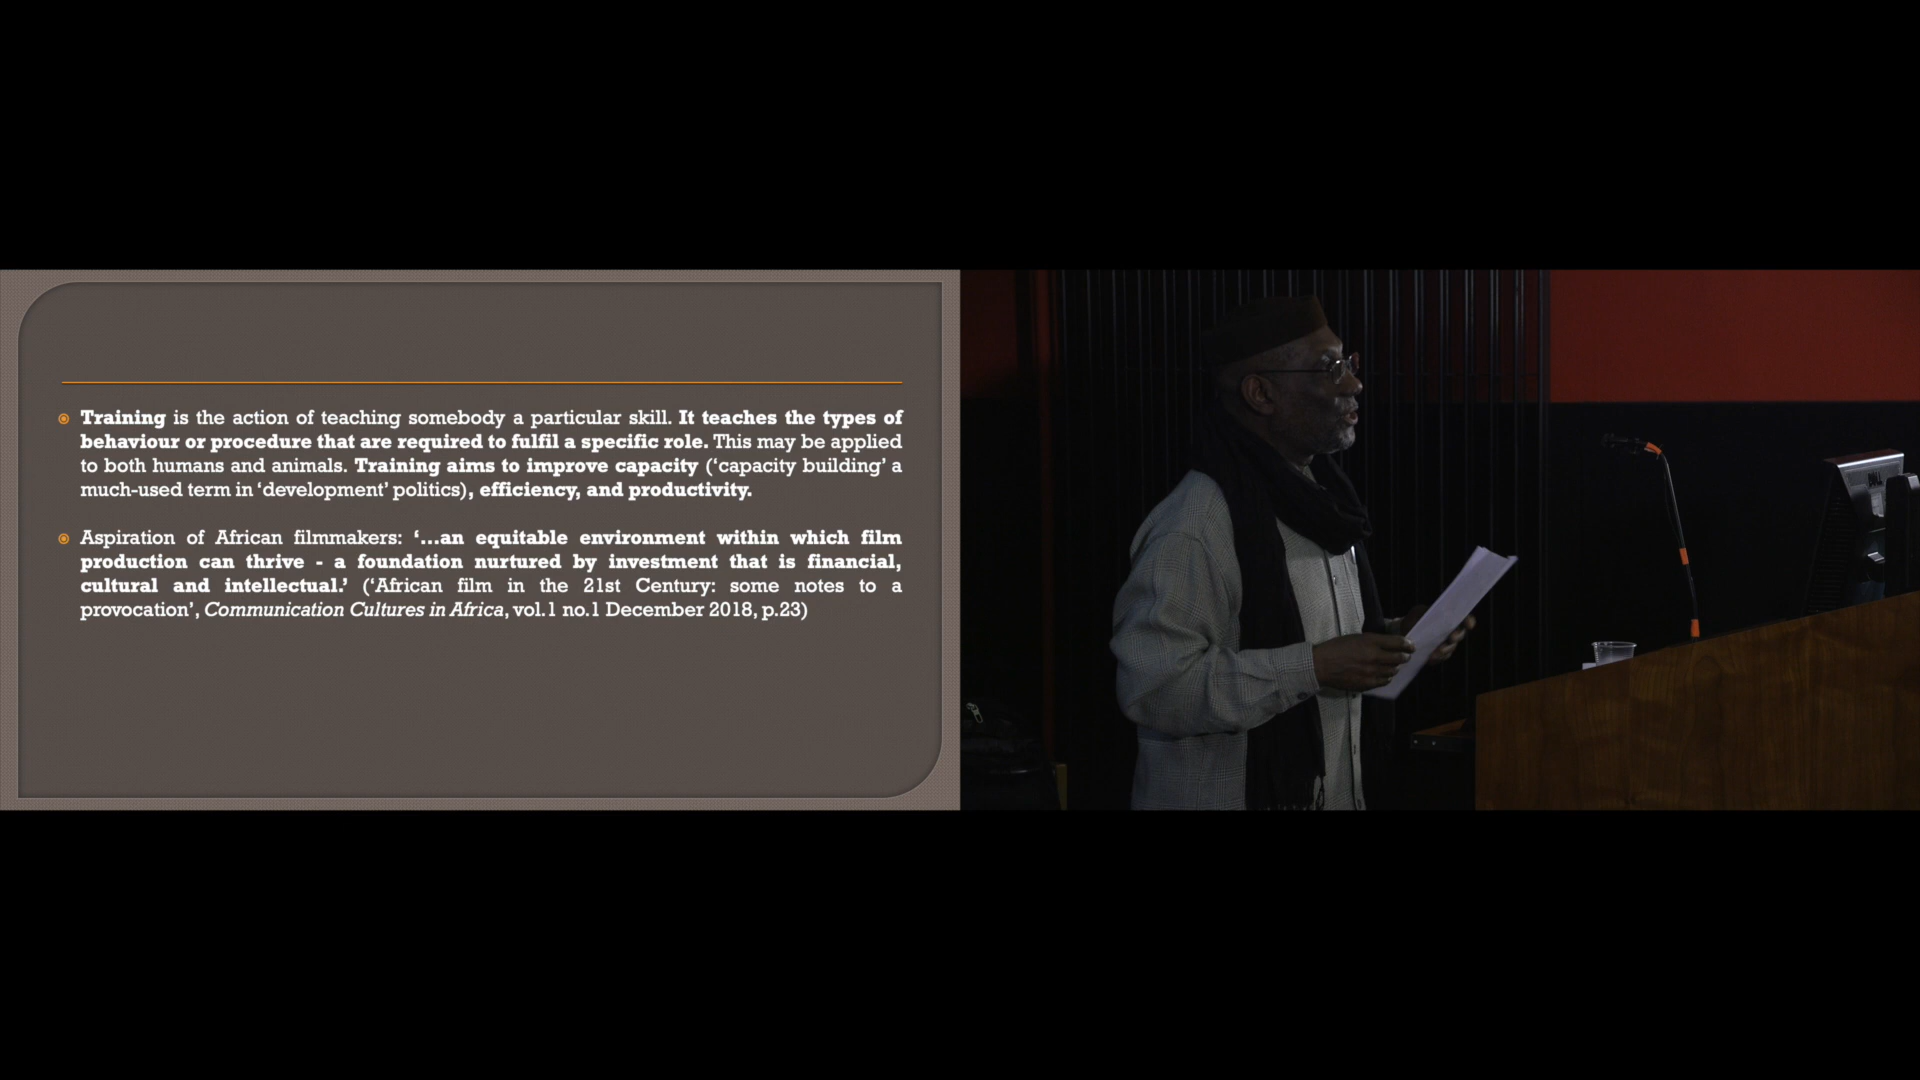 Training is the action of teaching somebody a particular skill. It teaches the types of
behaviour or procedure that are required to fulfil a specific role. This may be applied
to both humans and animals. Training aims to improve capacity (‘capacity building’ a
much-used term in ‘development’ politics), efficiency, and productivity.
Aspiration of African filmmakers: ‘...an equitable environment within which film
production can thrive - a foundation nurtured by investment that is financial,
cultural and intellectual.’ (‘African film in the 21st Century: some notes to a
provocation’, Communication Cultures in Africa, vol.1 no.1 December 2018, p.23)
DELL